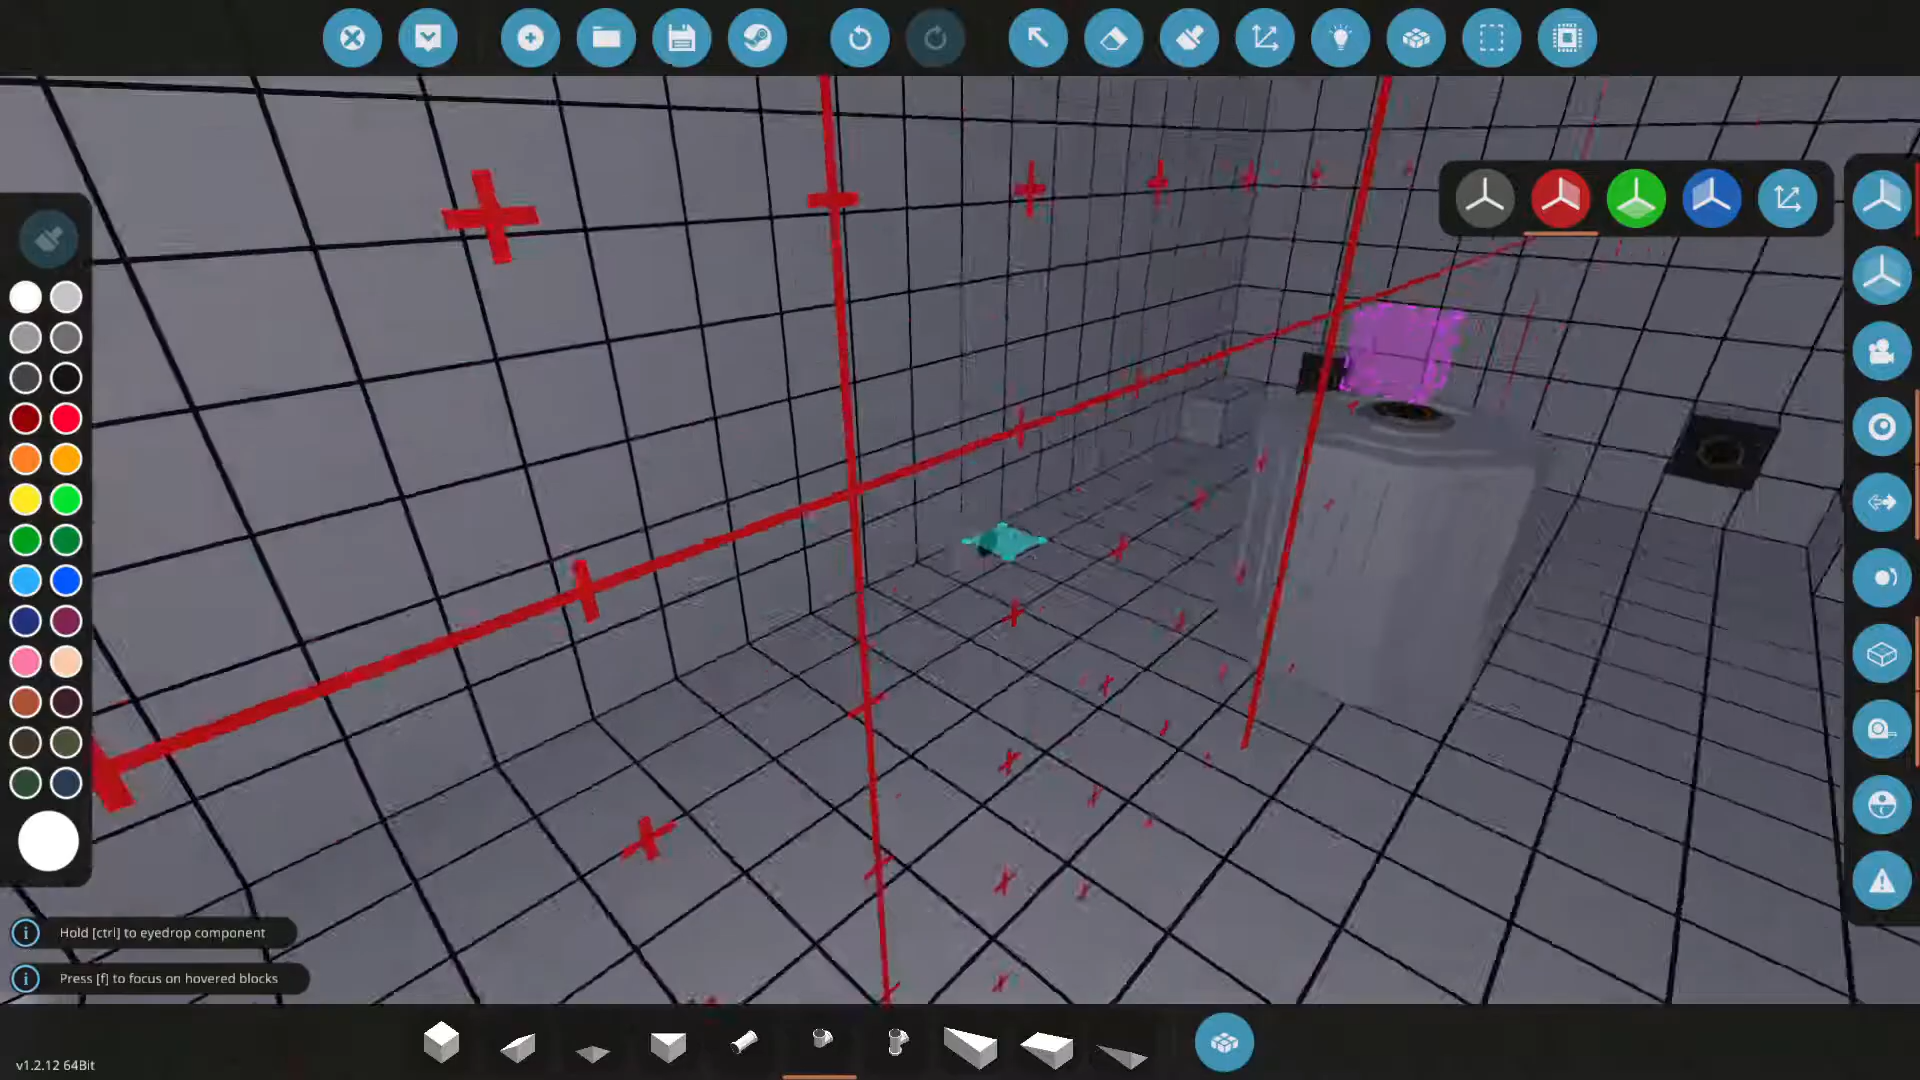 Hold [ctrl] to eyedrop component
Press [f] to focus on hovered blocks
v1.2.12 64Bit